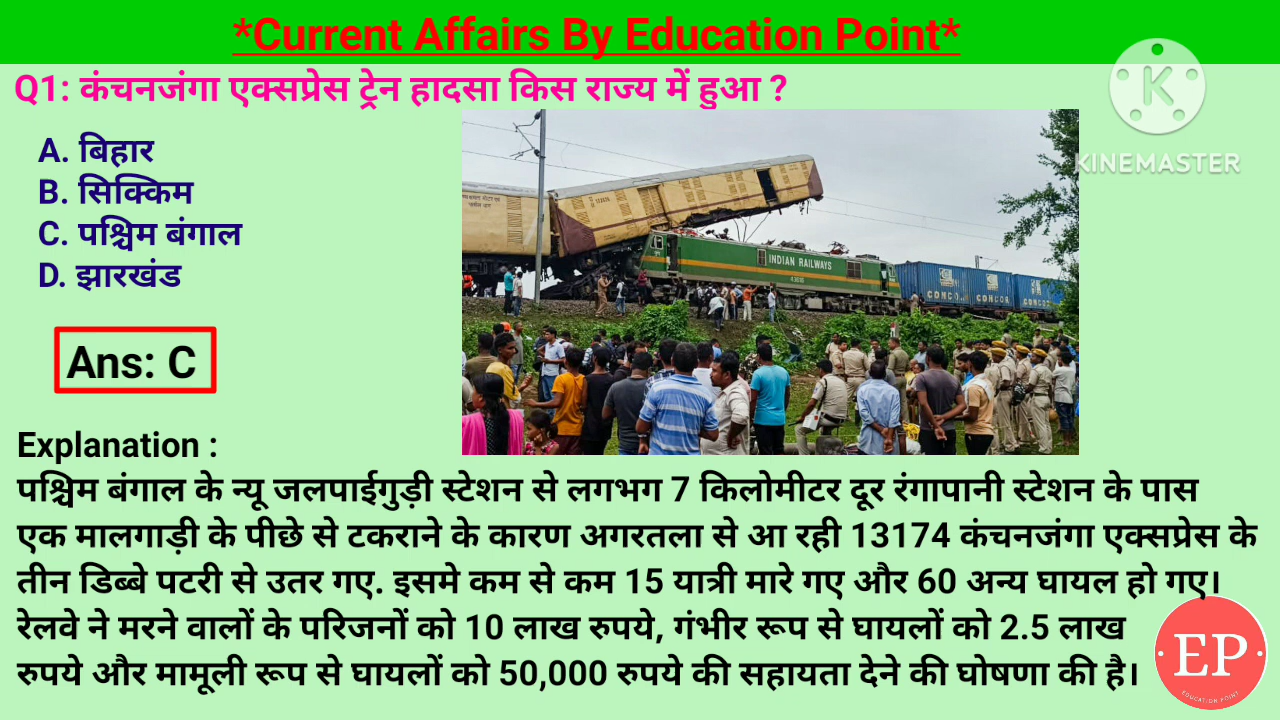 *Current Affairs By Education Point*
Q1: कंचनजंगा एक्सप्रेस ट्रेन हादसा किस राज्य में हुआ ?
A. बिहार
B. सिक्किम
C. पश्चिम बंगाल
D. झारखंड
KINEMASTER
INDIAN RAILWAYS
CONCOR
Ans: C
Explanation :
पश्चिम बंगाल के न्यू जलपाईगुड़ी स्टेशन से लगभग 7 किलोमीटर दूर रंगापानी स्टेशन के पास
एक मालगाड़ी के पीछे से टकराने के कारण अगरतला से आ रही 13174 कंचनजंगा एक्सप्रेस के
तीन डिब्बे पटरी से उतर गए. इसमे कम से कम 15 यात्री मारे गए और 60 अन्य घायल हो गए।
रेलवे ने मरने वालों के परिजनों को 10 लाख रुपये, गंभीर रूप से घायलों को 2.5 लाख
रुपये और मामूली रूप से घायलों को 50,000 रुपये की सहायता देने की घोषणा की है।
EP
EDUCATION POINT